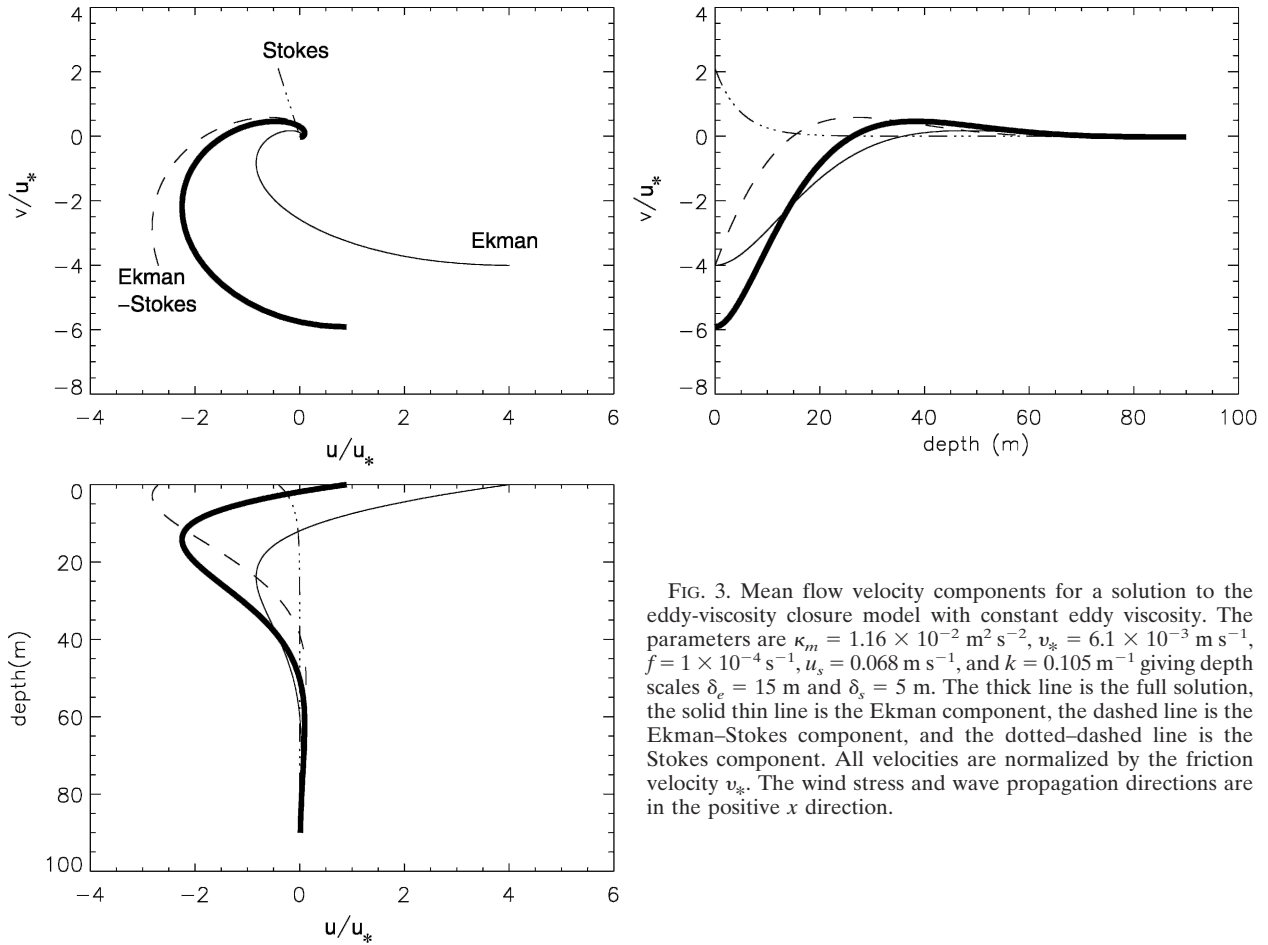 4
2
0
−2
−4
−6
−8
v/u*
Stokes
Ekman
Ekman
−Stokes
−4
−2
0
2
4
6
u/u*
4
2
0
−2
−4
−6
−8
v/u*
0
20
40
60
80
100
depth (m)
0
20
40
60
80
100
depth(m)
−4
−2
0
2
4
6
u/u*
FIG. 3. Mean flow velocity components for a solution to the
eddy-viscosity closure model with constant eddy viscosity. The
parameters are κm = 1.16 × 10−2 m2 s−2, υ* = 6.1 × 10−3 m s−1,
f = 1 × 10−4 s−1, us = 0.068 m s−1, and k = 0.105 m−1 giving depth
scales δe = 15 m and δs = 5 m. The thick line is the full solution,
the solid thin line is the Ekman component, the dashed line is the
Ekman–Stokes component, and the dotted–dashed line is the
Stokes component. All velocities are normalized by the friction
velocity υ*. The wind stress and wave propagation directions are
in the positive x direction.